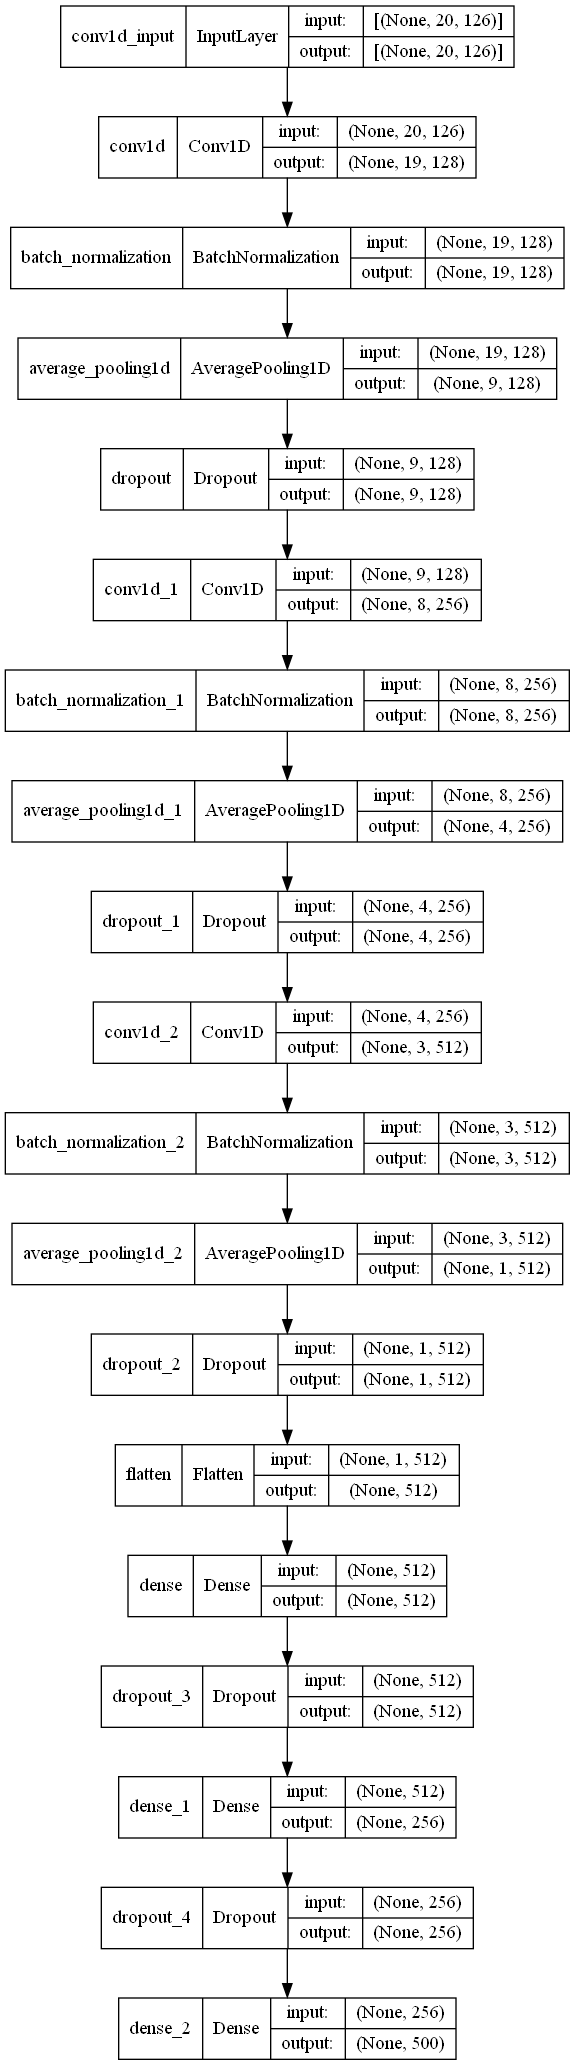 conv1d_input InputLayer input: [(None, 20, 126)]
output: [(None, 20, 126)]
conv1d Conv1D input: (None, 20, 126)
output: (None, 19, 128)
batch_normalization BatchNormalization input: (None, 19, 128)
output: (None, 19, 128)
average_pooling1d AveragePooling1D input: (None, 19, 128)
output: (None, 9, 128)
dropout Dropout input: (None, 9, 128)
output: (None, 9, 128)
conv1d_1 Conv1D input: (None, 9, 128)
output: (None, 8, 256)
batch_normalization_1 BatchNormalization input: (None, 8, 256)
output: (None, 8, 256)
average_pooling1d_1 AveragePooling1D input: (None, 8, 256)
output: (None, 4, 256)
dropout_1 Dropout input: (None, 4, 256)
output: (None, 4, 256)
conv1d_2 Conv1D input: (None, 4, 256)
output: (None, 3, 512)
batch_normalization_2 BatchNormalization input: (None, 3, 512)
output: (None, 3, 512)
average_pooling1d_2 AveragePooling1D input: (None, 3, 512)
output: (None, 1, 512)
dropout_2 Dropout input: (None, 1, 512)
output: (None, 1, 512)
flatten Flatten input: (None, 1, 512)
output: (None, 512)
dense Dense input: (None, 512)
output: (None, 512)
dropout_3 Dropout input: (None, 512)
output: (None, 512)
dense_1 Dense input: (None, 512)
output: (None, 256)
dropout_4 Dropout input: (None, 256)
output: (None, 256)
dense_2 Dense input: (None, 256)
output: (None, 500)